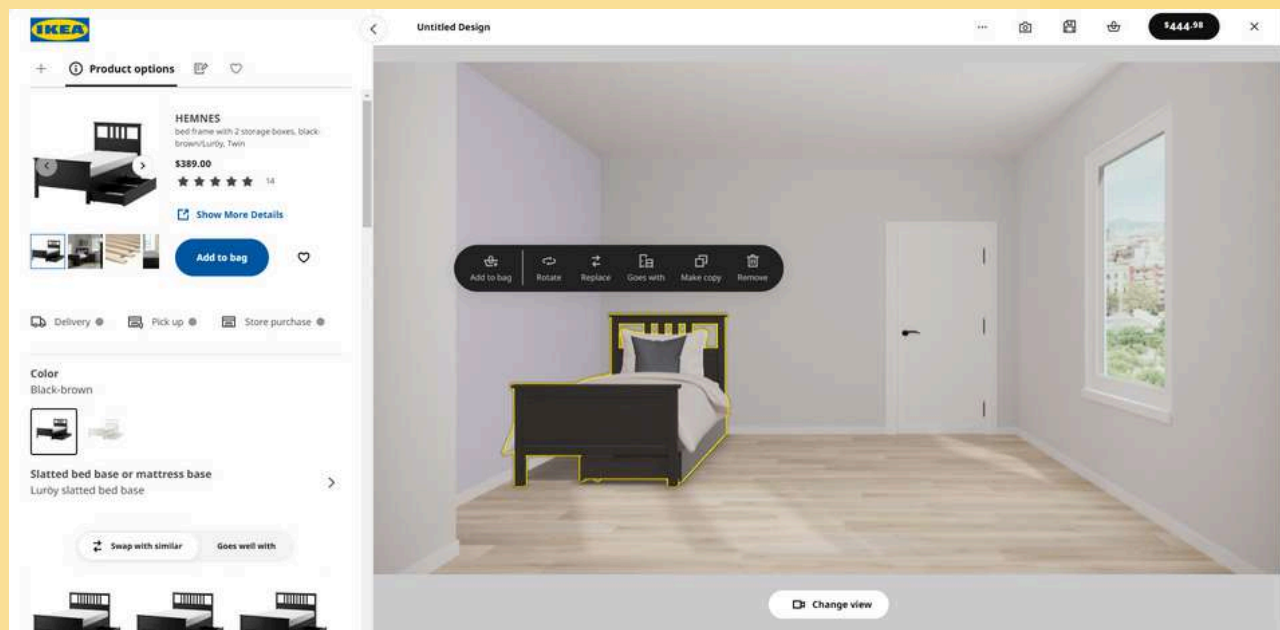 IKEA
Untitled Design
$444.98
Product options
HEMNES
bed frame with 2 storage boxes, black-
brown/Luröy, Twin
$389.00
14
Show More Details
Add to bag
Delivery
Pick up
Store purchase
Color
Black-brown
Slatted bed base or mattress base
Luröy slatted bed base
Swap with similar
Goes well with
Add to bag
Rotate
Replace
Goes with
Make copy
Remove
Change view